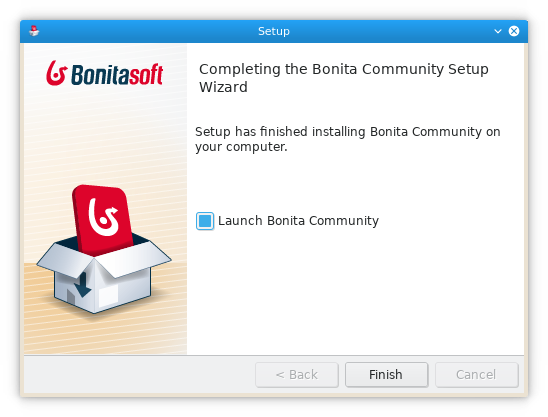 Setup
Bonitasoft
Completing the Bonita Community Setup
Wizard
Setup has finished installing Bonita Community on
your computer.
Launch Bonita Community
< Back
Finish
Cancel